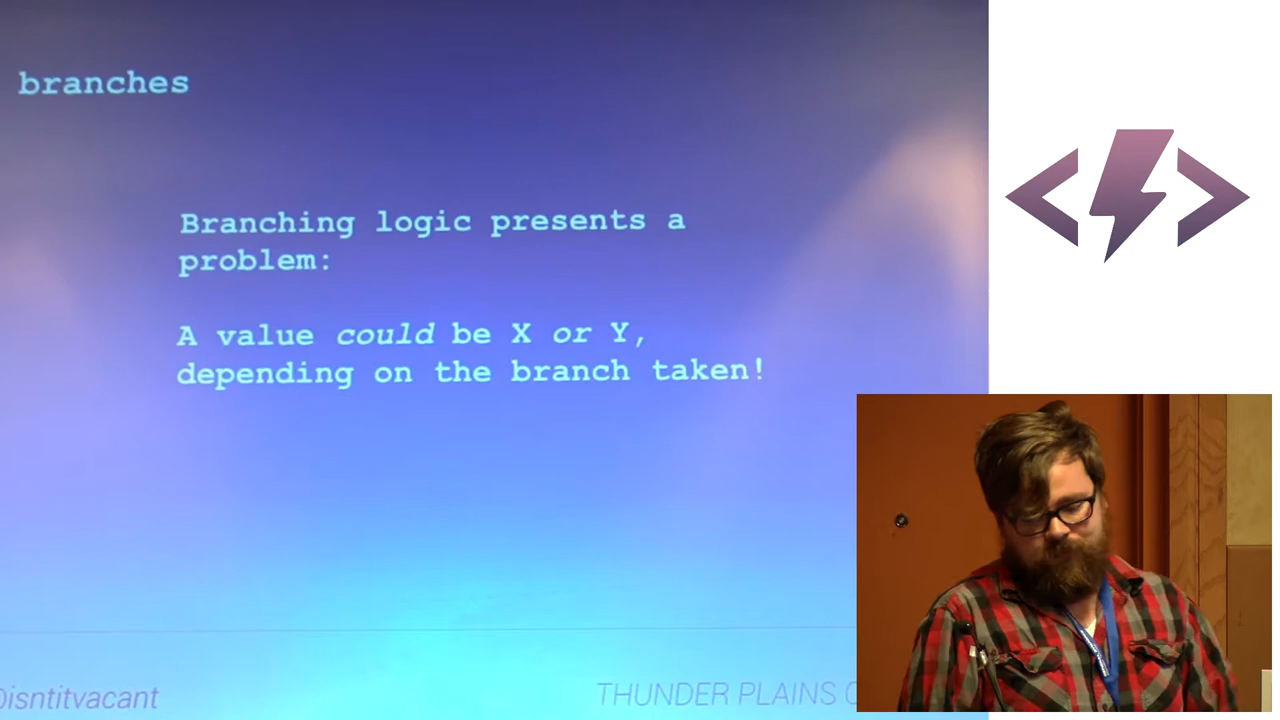 branches
Branching logic presents a
problem:
A value could be X or Y,
depending on the branch taken!
@isntitvacant
THUNDER PLAINS